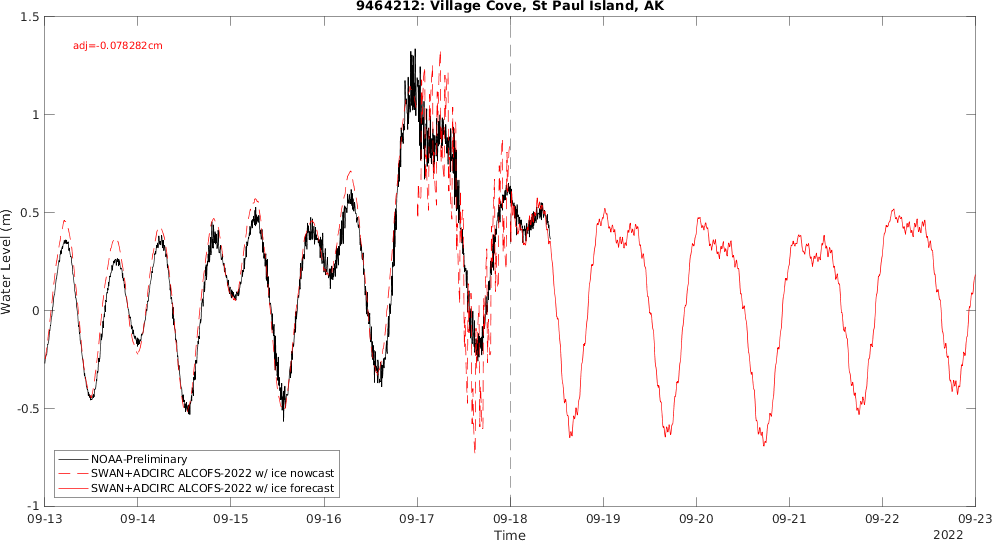 9464212: Village Cove, St Paul Island, AK
adj=-0.078282cm
1.5
1
0.5
0
-0.5
-1
Water Level (m)
NOAA-Preliminary
SWAN+ADCIRC ALCOFS-2022 w/ ice nowcast
SWAN+ADCIRC ALCOFS-2022 w/ ice forecast
09-13 09-14 09-15 09-16 09-17 09-18 09-19 09-20 09-21 09-22 09-23
Time
2022